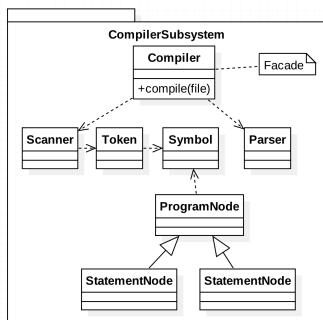 CompilerSubsystem
Compiler
Facade
+compile(file)
Scanner
Token
Symbol
Parser
ProgramNode
StatementNode
StatementNode